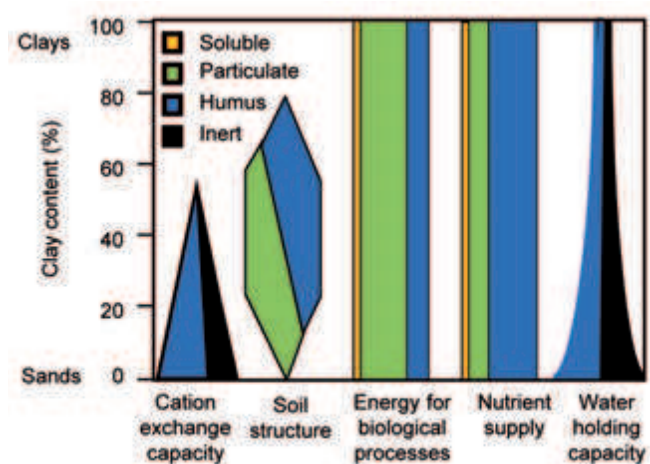 Clays
100
Soluble
Particulate
80
Humus
Inert
60
Clay content (%)
40
20
Sands
0
Cation exchange capacity
Soil structure
Energy for biological processes
Nutrient supply
Water holding capacity